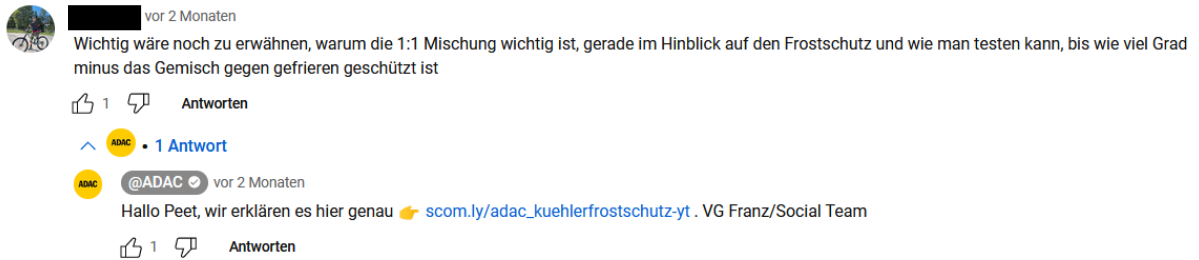 vor 2 Monaten
Wichtig wäre noch zu erwähnen, warum die 1:1 Mischung wichtig ist, gerade im Hinblick auf den Frostschutz und wie man testen kann, bis wie viel Grad
minus das Gemisch gegen gefrieren geschützt ist
1 Antworten
ADAC • 1 Antwort
ADAC @ADAC vor 2 Monaten
Hallo Peet, wir erklären es hier genau 👉 scom.ly/adac_kuehlerfrostschutz-yt . VG Franz/Social Team
1 Antworten